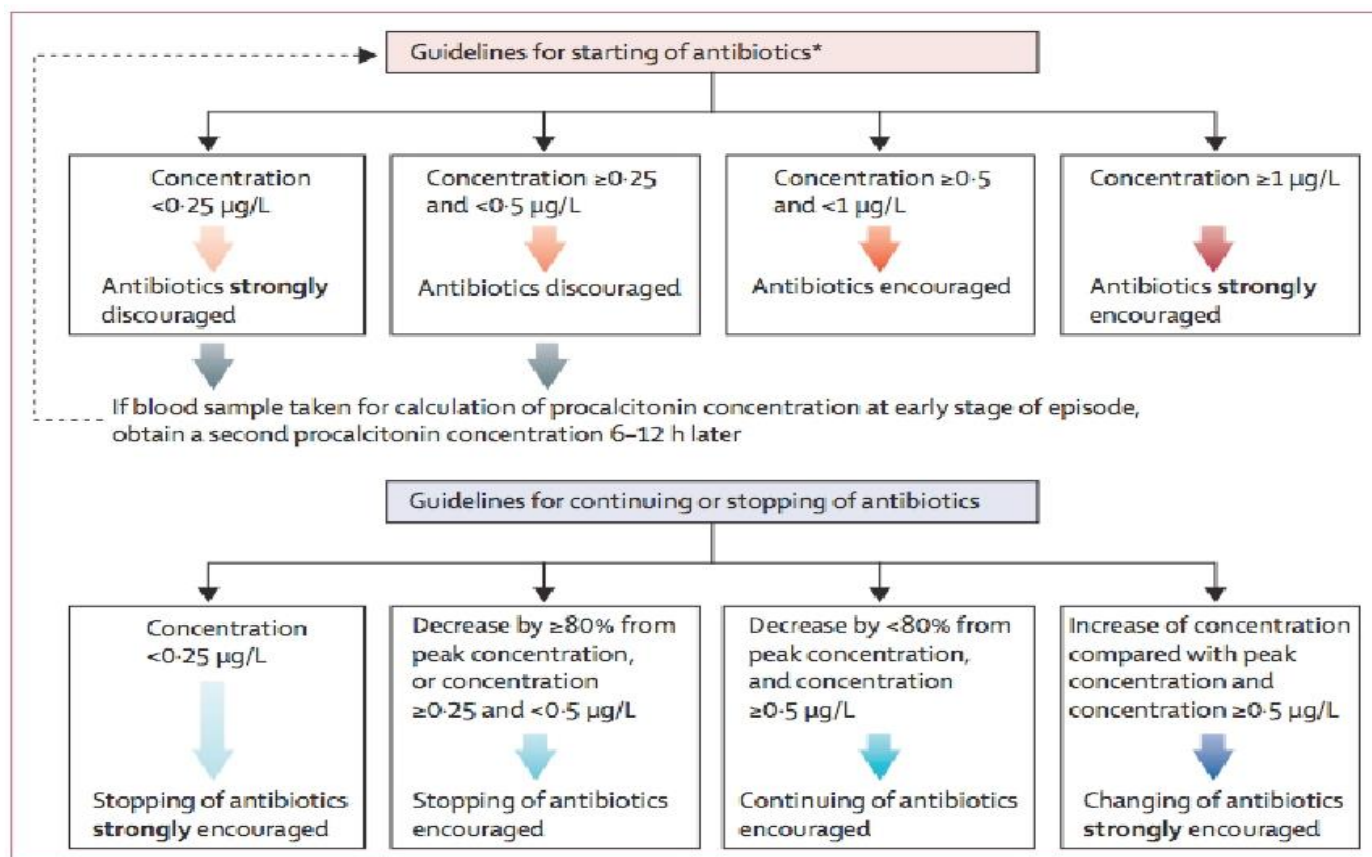 Guidelines for starting of antibiotics*
Concentration
<0·25 µg/L
Antibiotics strongly
discouraged
Concentration ≥0·25
and <0·5 µg/L
Antibiotics discouraged
Concentration ≥0·5
and <1 µg/L
Antibiotics encouraged
Concentration ≥1 µg/L
Antibiotics strongly
encouraged
If blood sample taken for calculation of procalcitonin concentration at early stage of episode,
obtain a second procalcitonin concentration 6–12 h later
Guidelines for continuing or stopping of antibiotics
Concentration
<0·25 µg/L
Stopping of antibiotics
strongly encouraged
Decrease by ≥80% from
peak concentration,
or concentration
≥0·25 and <0·5 µg/L
Stopping of antibiotics
encouraged
Decrease by <80% from
peak concentration,
and concentration
≥0·5 µg/L
Continuing of antibiotics
encouraged
Increase of concentration
compared with peak
concentration and
concentration ≥0·5 µg/L
Changing of antibiotics
strongly encouraged